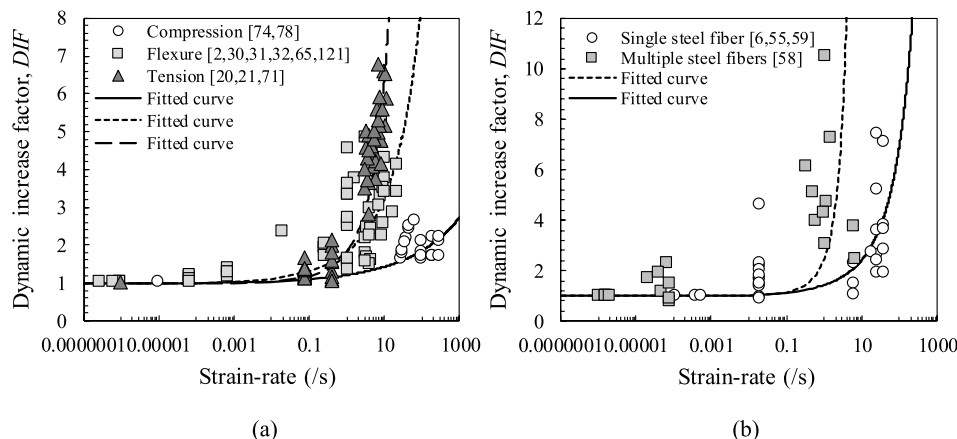 Dynamic increase factor, DIF
8
7
6
5
4
3
2
1
0
(a)
Compression [74,78]
Flexure [2,30,31,32,65,121]
Tension [20,21,71]
Fitted curve
Fitted curve
Fitted curve
0.0000001 0.00001 0.001 0.1 10 1000
Strain-rate (/s)
(a)
Dynamic increase factor, DIF
12
10
8
6
4
2
0
(b)
Single steel fiber [6,55,59]
Multiple steel fibers [58]
Fitted curve
Fitted curve
0.0000001 0.00001 0.001 0.1 10 1000
Strain-rate (/s)
(b)